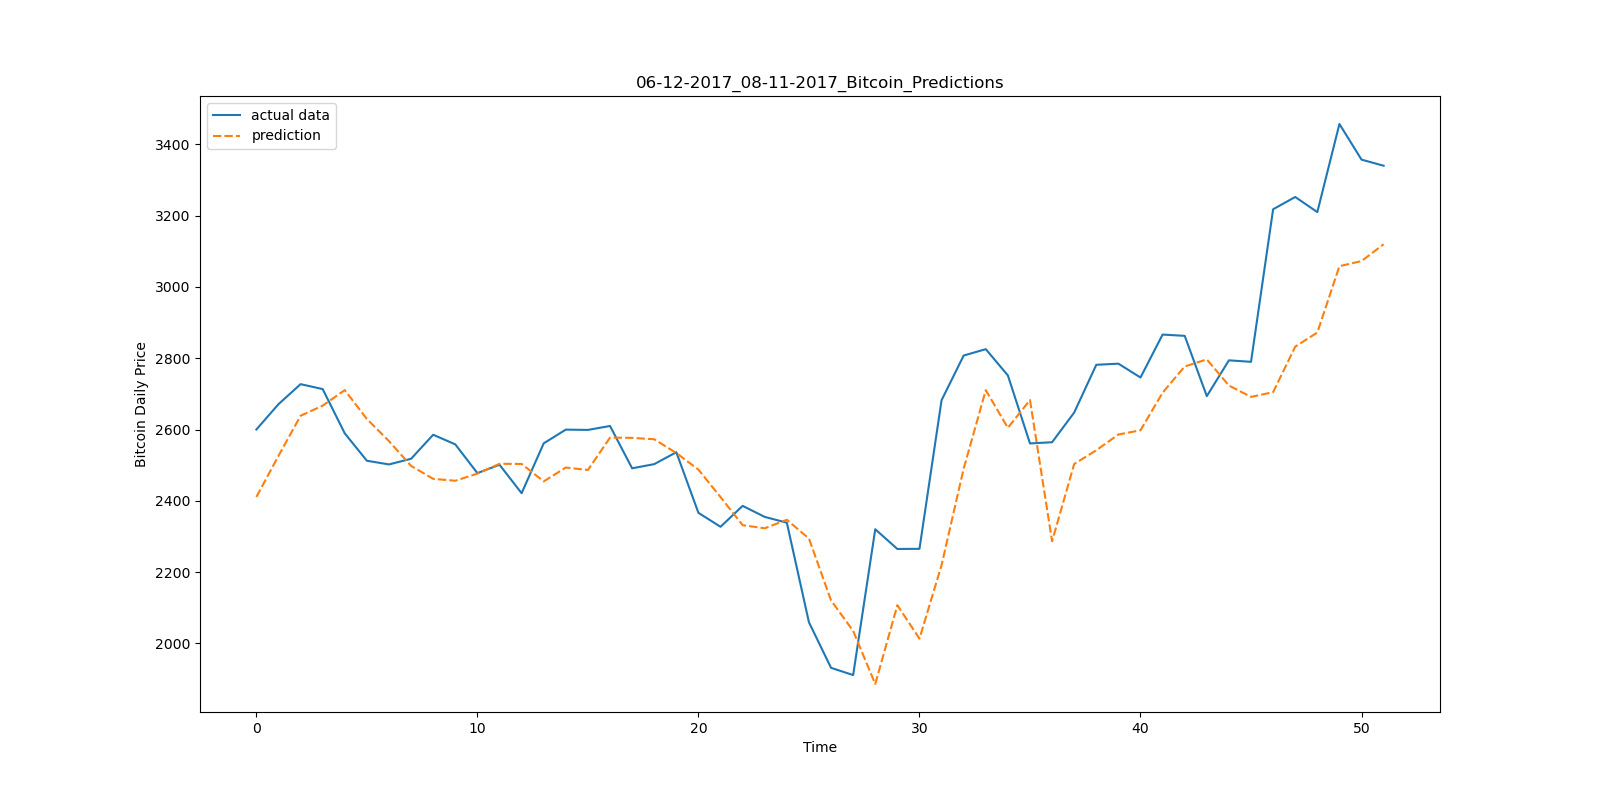 06-12-2017_08-11-2017_Bitcoin_Predictions
actual data
prediction
3400
3200
3000
2800
2600
2400
2200
2000
Bitcoin Daily Price
0 10 20 30 40 50
Time